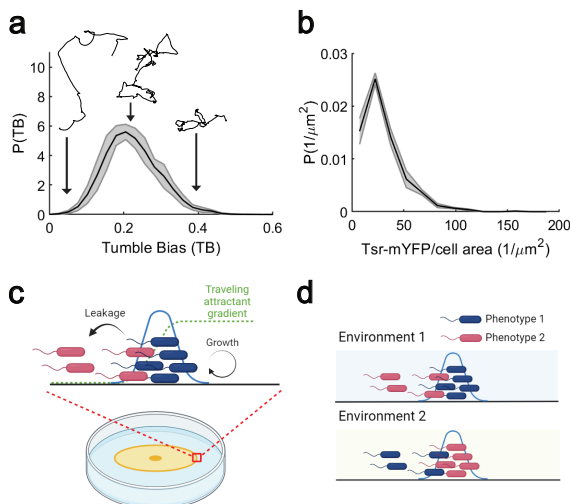 a
P(TB)
10
8
6
4
2
0
0
0.2
0.4
0.6
Tumble Bias (TB)
b
P(1/μm²)
0.03
0.02
0.01
0
0
50
100
150
200
Tsr-mYFP/cell area (1/μm²)
c
Leakage
Traveling
attractant
gradient
Growth
d
Phenotype 1
Phenotype 2
Environment 1
Environment 2